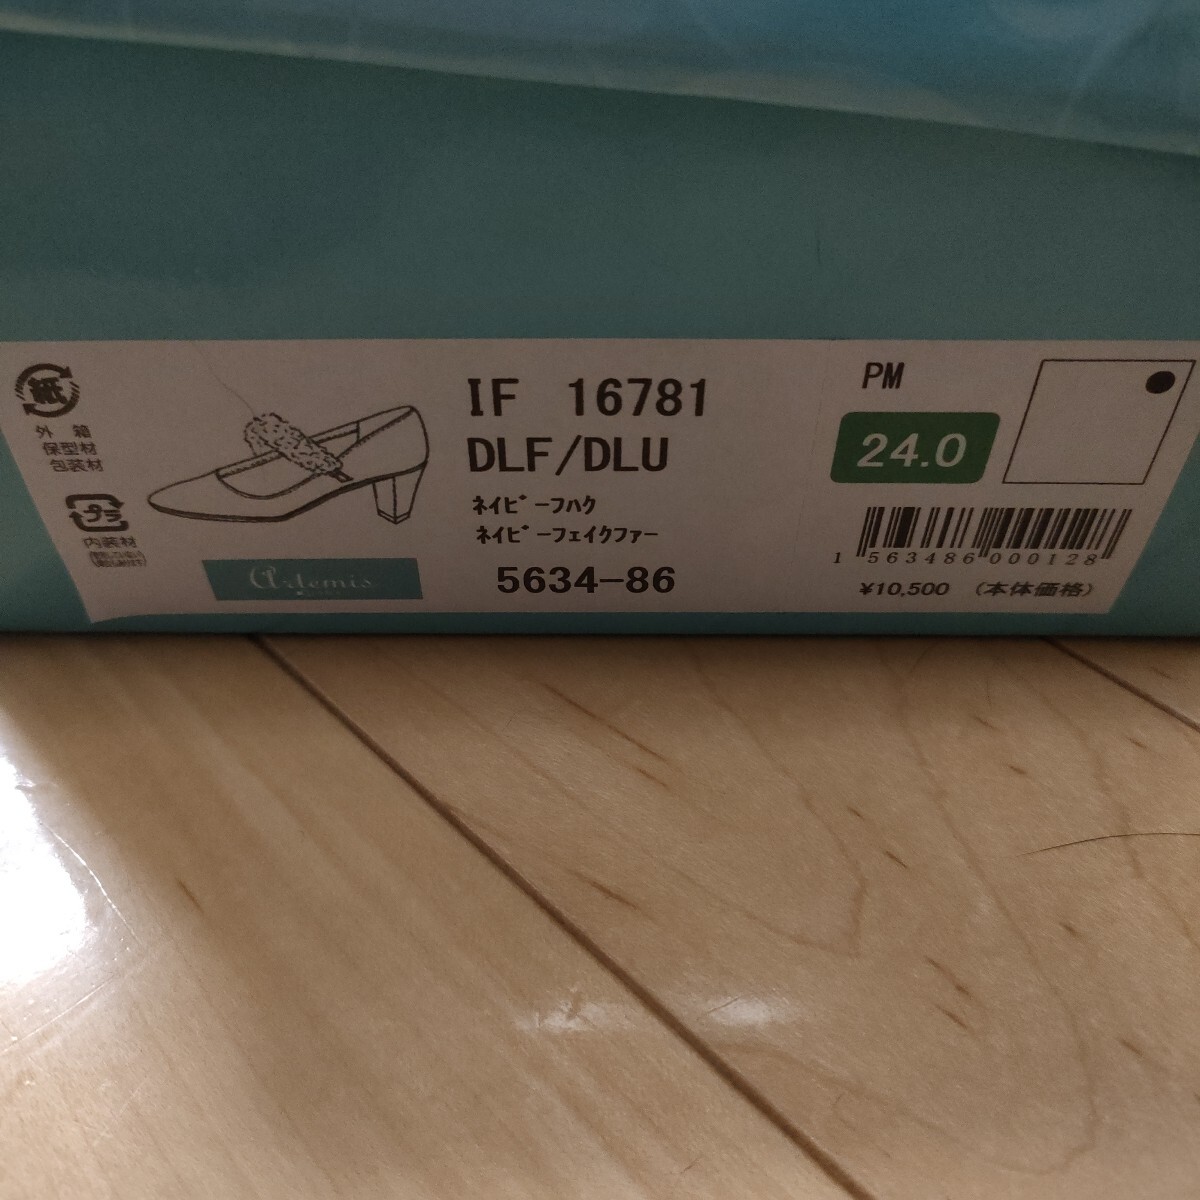 紙
外 箱
保型材
包装材
プラ
内装材
Artemis
IF 16781
DLF/DLU
ﾈｲﾋﾞｰﾌﾊｸ
ﾈｲﾋﾞｰﾌｪｲｸﾌｧｰ
5634-86
PM
24.0
1 563486 000128
¥10,500 (本体価格)